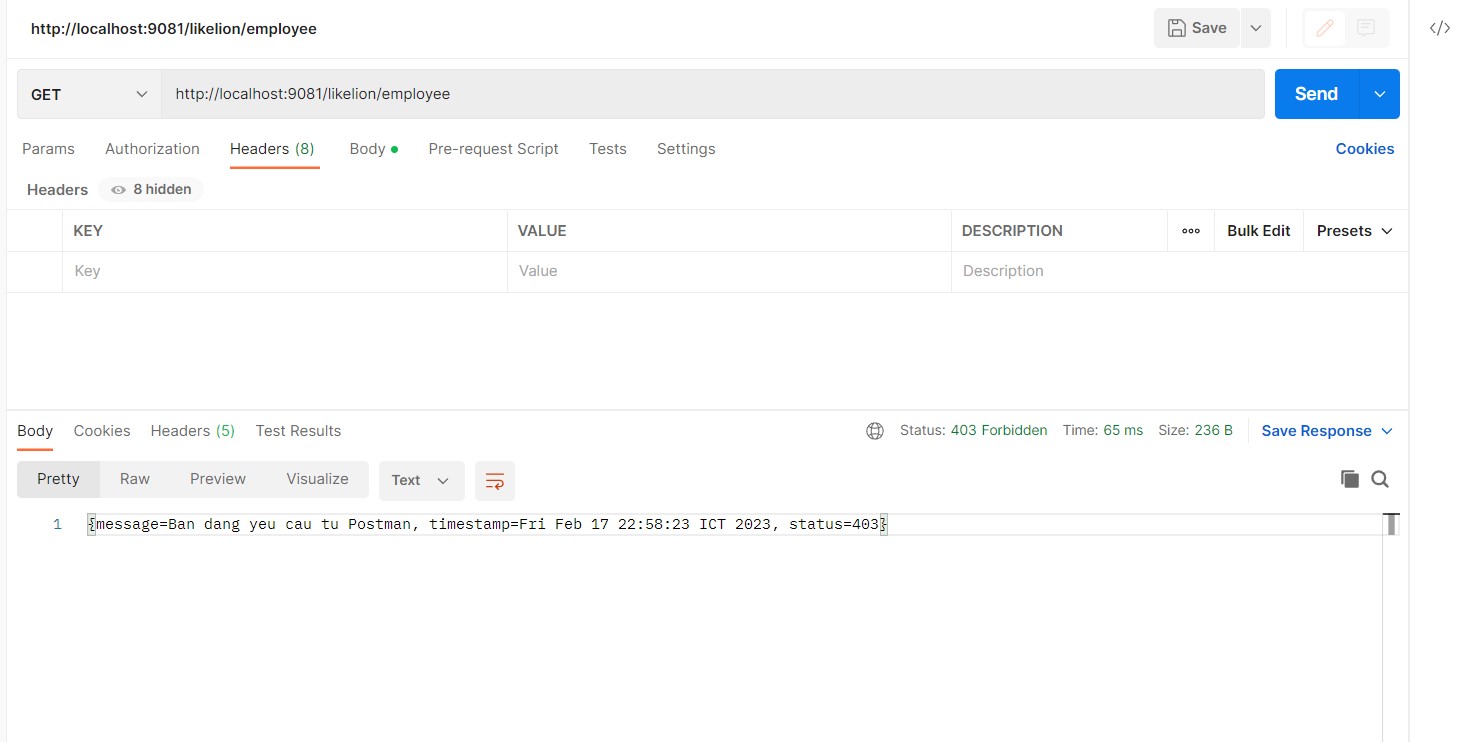 http://localhost:9081/likelion/employee
Save
GET
http://localhost:9081/likelion/employee
Send
Params Authorization Headers (8) Body Pre-request Script Tests Settings Cookies
Headers 8 hidden
KEY VALUE DESCRIPTION Bulk Edit Presets
Key Value Description
Body Cookies Headers (5) Test Results Status: 403 Forbidden Time: 65 ms Size: 236 B Save Response
Pretty Raw Preview Visualize Text
1 {message=Ban dang yeu cau tu Postman, timestamp=Fri Feb 17 22:58:23 ICT 2023, status=403}